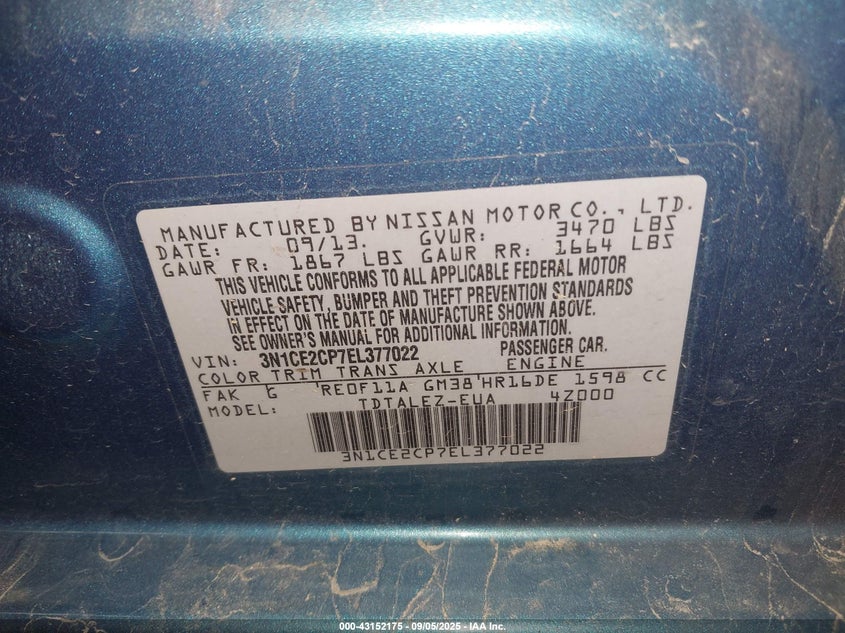 MANUFACTURED BY NISSAN MOTOR CO., LTD.
DATE: 09/13. GVWR: 3470 LBS
GAWR FR: 1867 LBS GAWR RR: 1664 LBS
THIS VEHICLE CONFORMS TO ALL APPLICABLE FEDERAL MOTOR
VEHICLE SAFETY, BUMPER AND THEFT PREVENTION STANDARDS
IN EFFECT ON THE DATE OF MANUFACTURE SHOWN ABOVE.
SEE OWNER'S MANUAL FOR ADDITIONAL INFORMATION.
VIN: 3N1CE2CP7EL377022 PASSENGER CAR.
COLOR TRIM TRANS AXLE ENGINE
FAK G 'RE0F11A GM38'HR16DE 1598 CC
MODEL: TDTALEZ-EUA 4Z000
3N1CE2CP7EL377022
000-43152175 - 09/05/2025 - IAA Inc.